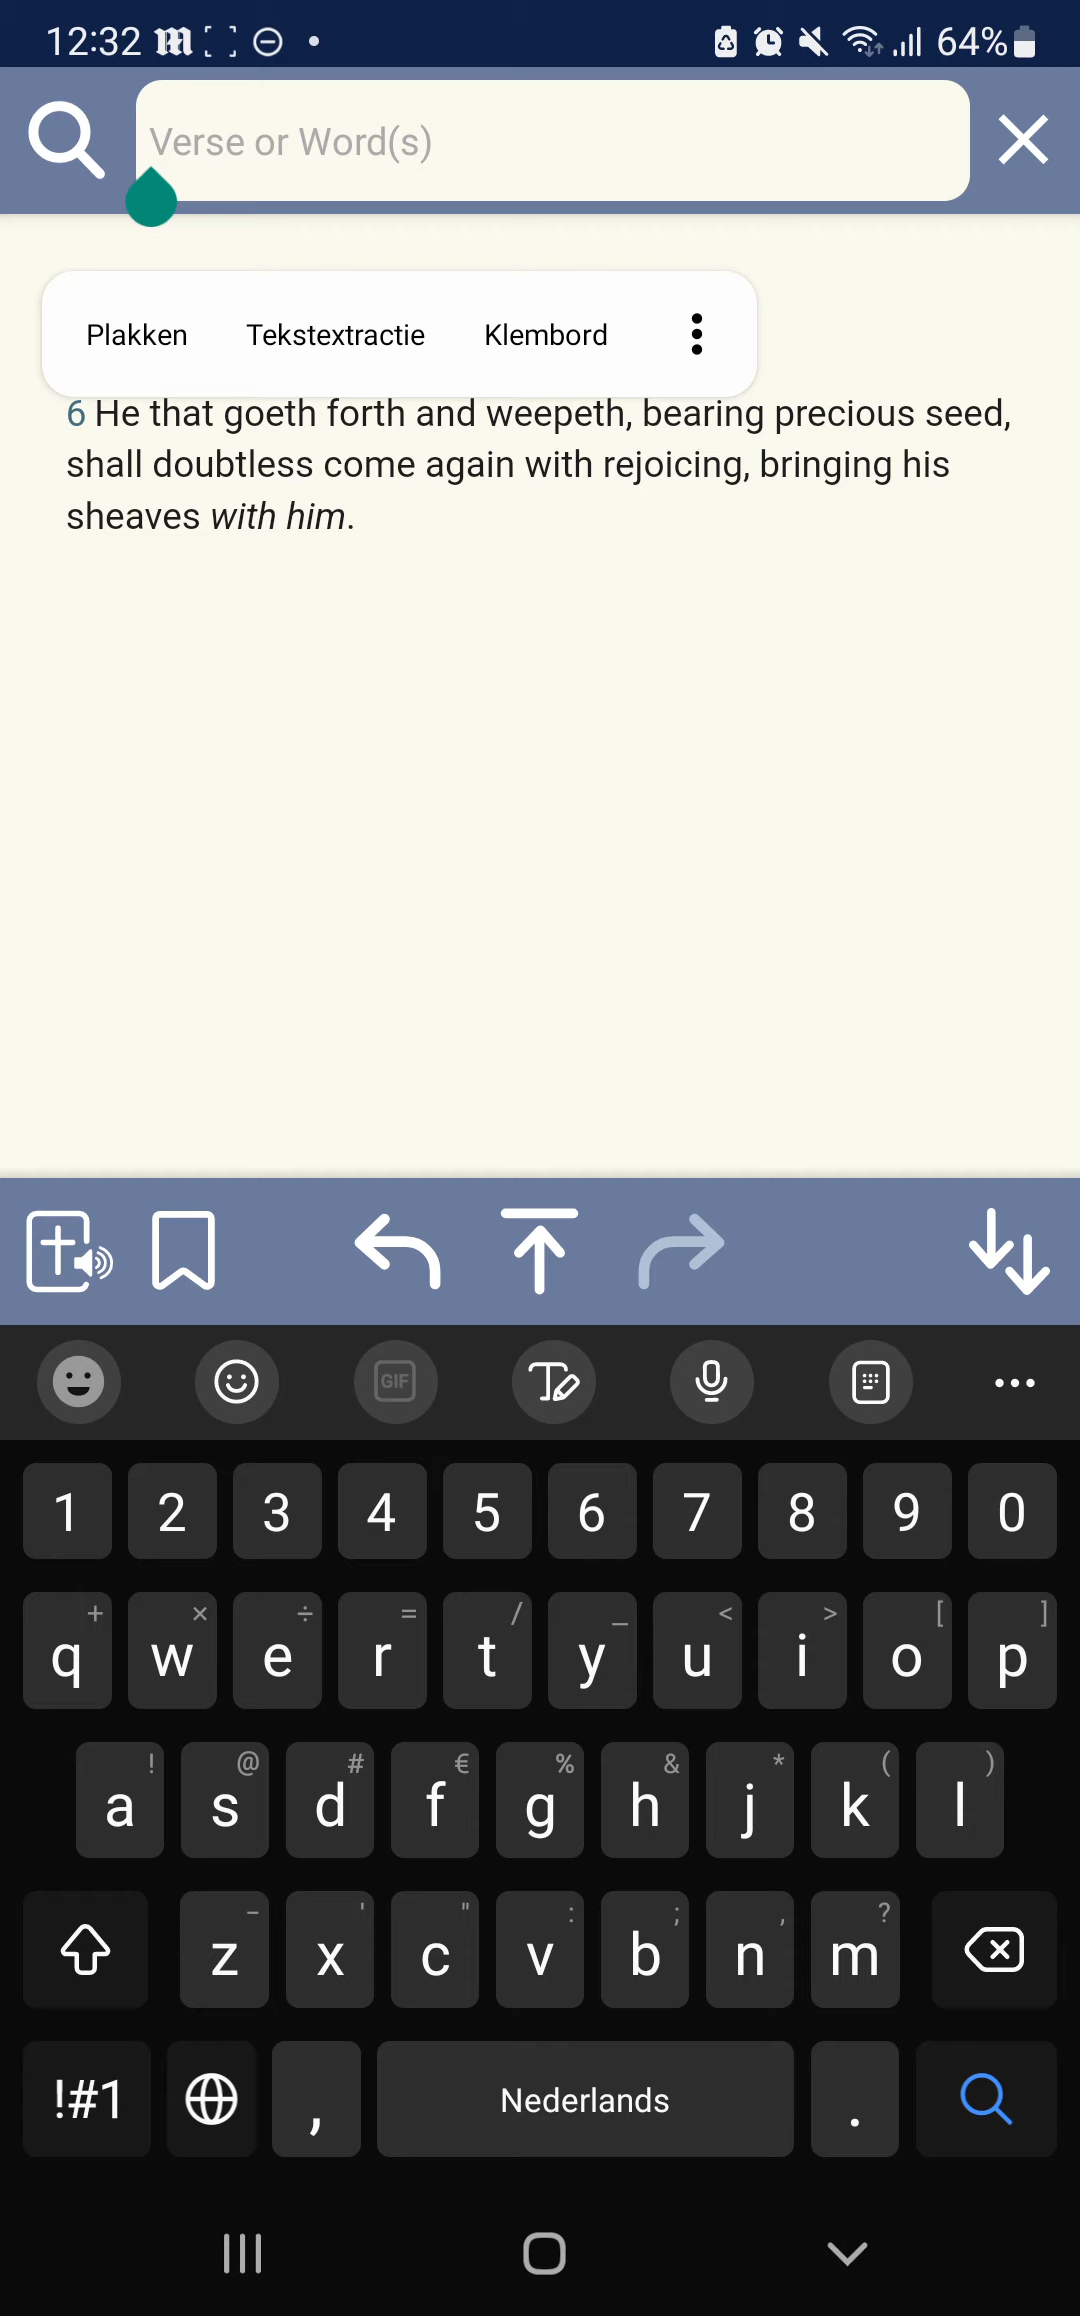 12:32 64%
Verse or Word(s)
Plakken Tekstextractie Klembord
6 He that goeth forth and weepeth, bearing precious seed,
shall doubtless come again with rejoicing, bringing his
sheaves with him.
GIF
1 2 3 4 5 6 7 8 9 0
+ × ÷ = / _ < > [ ]
q w e r t y u i o p
! @ # € % & * ( )
a s d f g h j k l
- ' " : ; , ?
z x c v b n m
!#1 , Nederlands .